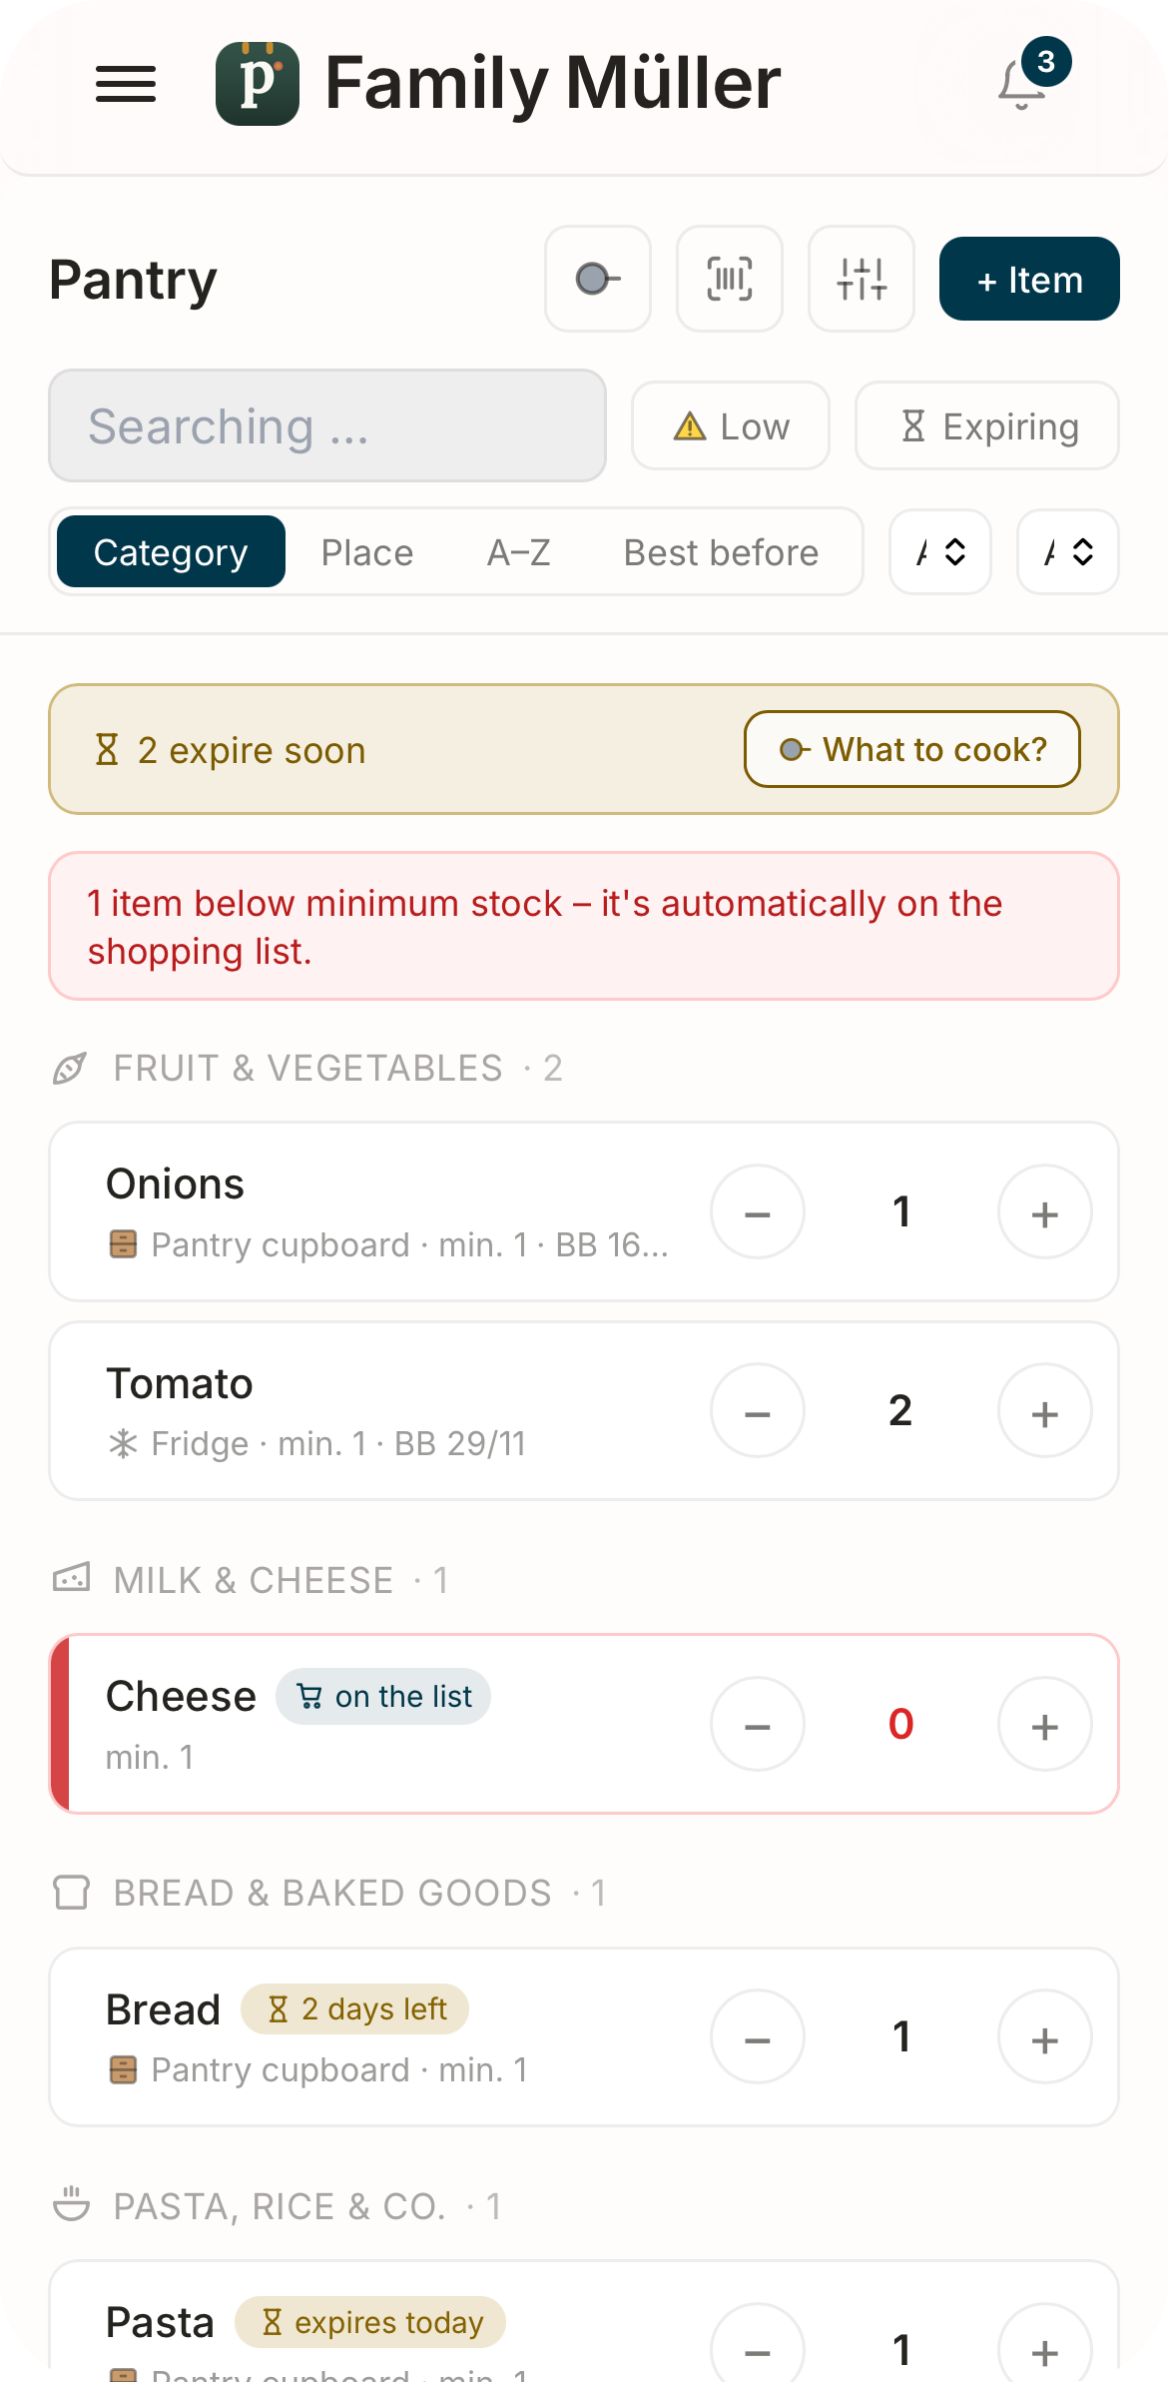 p Family Müller 3
Pantry + Item
Searching ... Low Expiring
Category Place A–Z Best before
2 expire soon What to cook?
1 item below minimum stock – it's automatically on the
shopping list.
FRUIT & VEGETABLES · 2
Onions
Pantry cupboard · min. 1 · BB 16...
− 1 +
Tomato
Fridge · min. 1 · BB 29/11
− 2 +
MILK & CHEESE · 1
Cheese on the list
min. 1
− 0 +
BREAD & BAKED GOODS · 1
Bread 2 days left
Pantry cupboard · min. 1
− 1 +
PASTA, RICE & CO. · 1
Pasta expires today
Pantry cupboard · min. 1
− 1 +